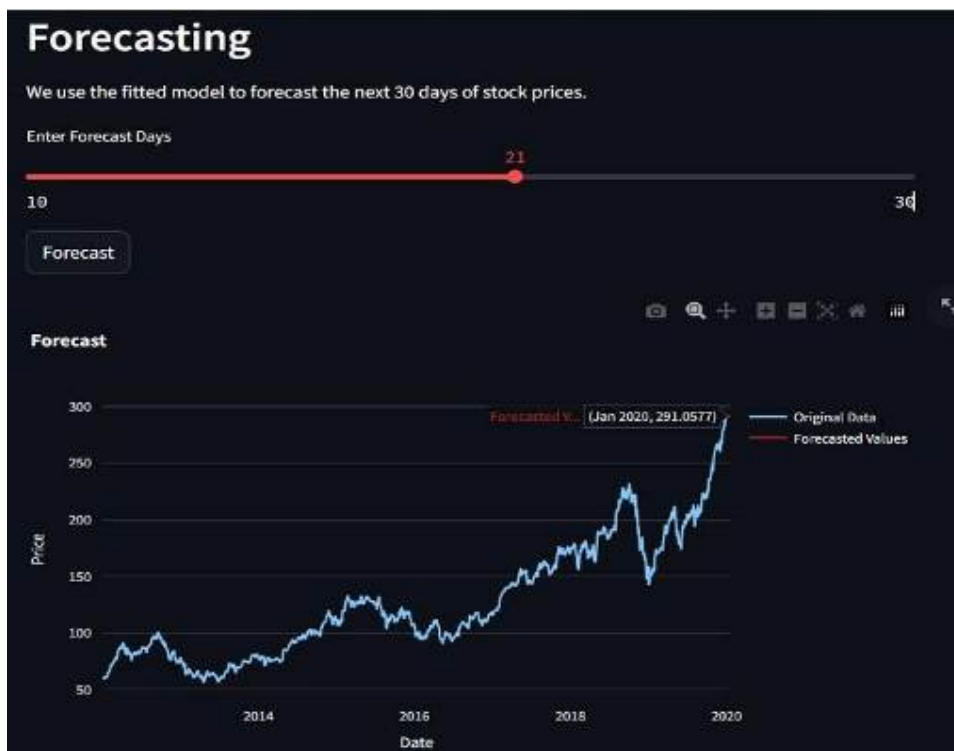 Forecasting
We use the fitted model to forecast the next 30 days of stock prices.
Enter Forecast Days
21
10
30
Forecast
Forecast
300
Forecasted V... (Jan 2020, 291.0577)
Original Data
Forecasted Values
250
200
150
100
50
Price
2014 2016 2018 2020
Date